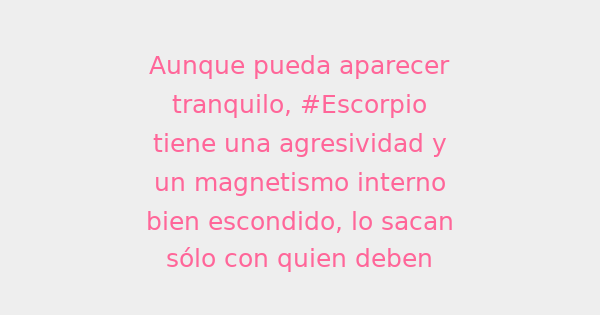 Aunque pueda aparecer
tranquilo, #Escorpio
tiene una agresividad y
un magnetismo interno
bien escondido, lo sacan
sólo con quien deben